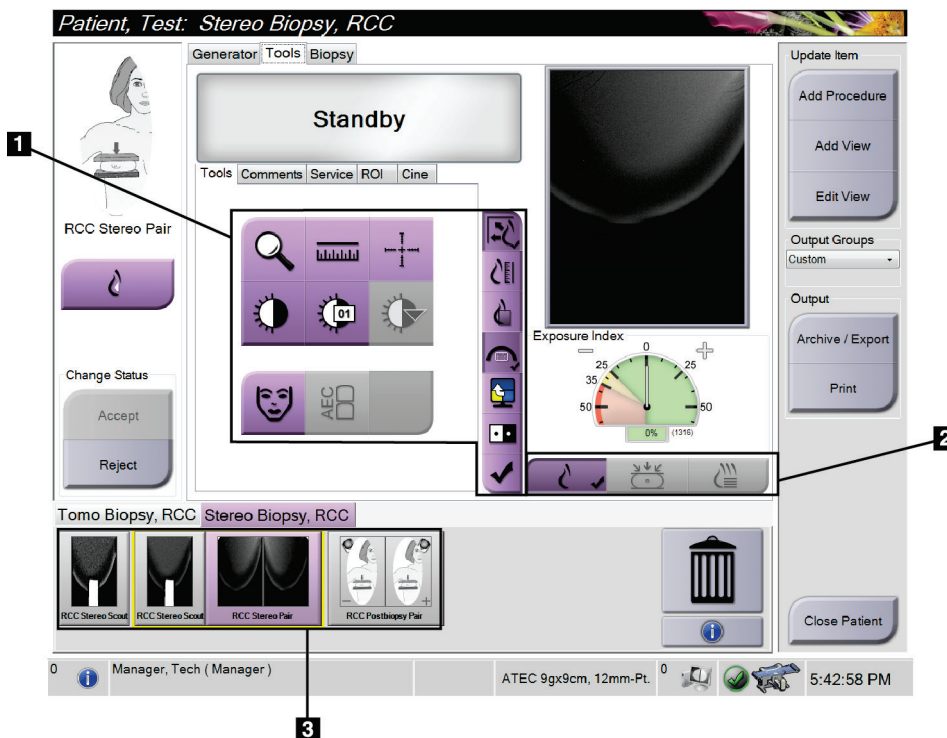 Patient, Test: Stereo Biopsy, RCC
Generator Tools Biopsy
Standby
Tools Comments Service ROI Cine
1
RCC Stereo Pair
01
AEC
Change Status
Accept
Reject
Exposure Index
0
25 25
35
50 50
0% (1316)
2
Update Item
Add Procedure
Add View
Edit View
Output Groups
Custom
Output
Archive / Export
Print
Close Patient
Tomo Biopsy, RCC Stereo Biopsy, RCC
RCC Stereo Scout RCC Stereo Scout RCC Stereo Pair RCC Postbiopsy Pair
0 Manager, Tech ( Manager ) ATEC 9gx9cm, 12mm-Pt. 0 5:42:58 PM
3